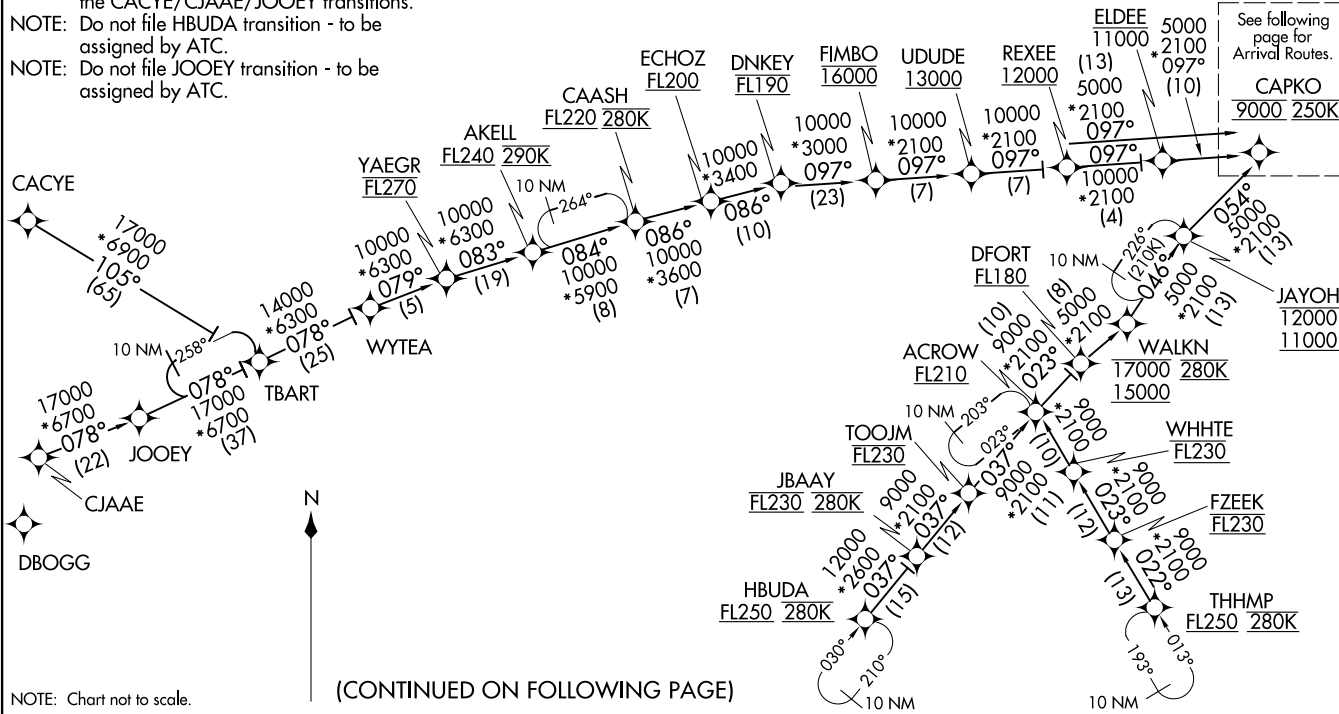 the CACYE/CJAAE/JOOEY transitions.
NOTE: Do not file HBUDA transition - to be
assigned by ATC.
NOTE: Do not file JOOEY transition - to be
assigned by ATC.
See following
page for
Arrival Routes.
CAPKO
9000 250K
ELDEE
11000
(13)
5000
*2100
097°
5000
*2100
097°
(10)
REXEE
12000
10000
*2100
097°
(7)
097°
10000
*2100
(4)
UDUDE
13000
10000
*2100
097°
(7)
FIMBO
16000
10000
*3000
097°
(23)
DNKEY
FL190
10000
*3400
086°
(10)
ECHOZ
FL200
086°
10000
*3600
(7)
CAASH
FL220 280K
10 NM
264°
084°
10000
*5900
(8)
AKELL
FL240 290K
10000
*6300
083°
(19)
YAEGR
FL270
10000
*6300
079°
(5)
WYTEA
14000
*6300
078°
(25)
TBART
10 NM
258°
078°
17000
*6700
(37)
CACYE
17000
*6900
105°
(65)
JOOEY
17000
*6700
078°
(22)
CJAAE
DBOGG
N
054°
5000
*2100
(13)
JAYOH
12000
11000
226°
(210K)
10 NM
046°
5000
*2100
(13)
DFORT
FL180
(8)
5000
*2100
WALKN
17000 280K
15000
(10)
9000
*2100
023°
ACROW
FL210
10 NM
203°
023°
TOOJM
FL230
037°
9000
*2100
(11)
JBAAY
FL230 280K
9000
*2100
037°
(12)
12000
*2600
037°
(15)
HBUDA
FL250 280K
030°
210°
10 NM
9000
*2100
(10)
WHHTE
FL230
9000
*2100
023°
(12)
FZEEK
FL230
9000
*2100
022°
(13)
THHMP
FL250 280K
013°
193°
10 NM
NOTE: Chart not to scale.
(CONTINUED ON FOLLOWING PAGE)